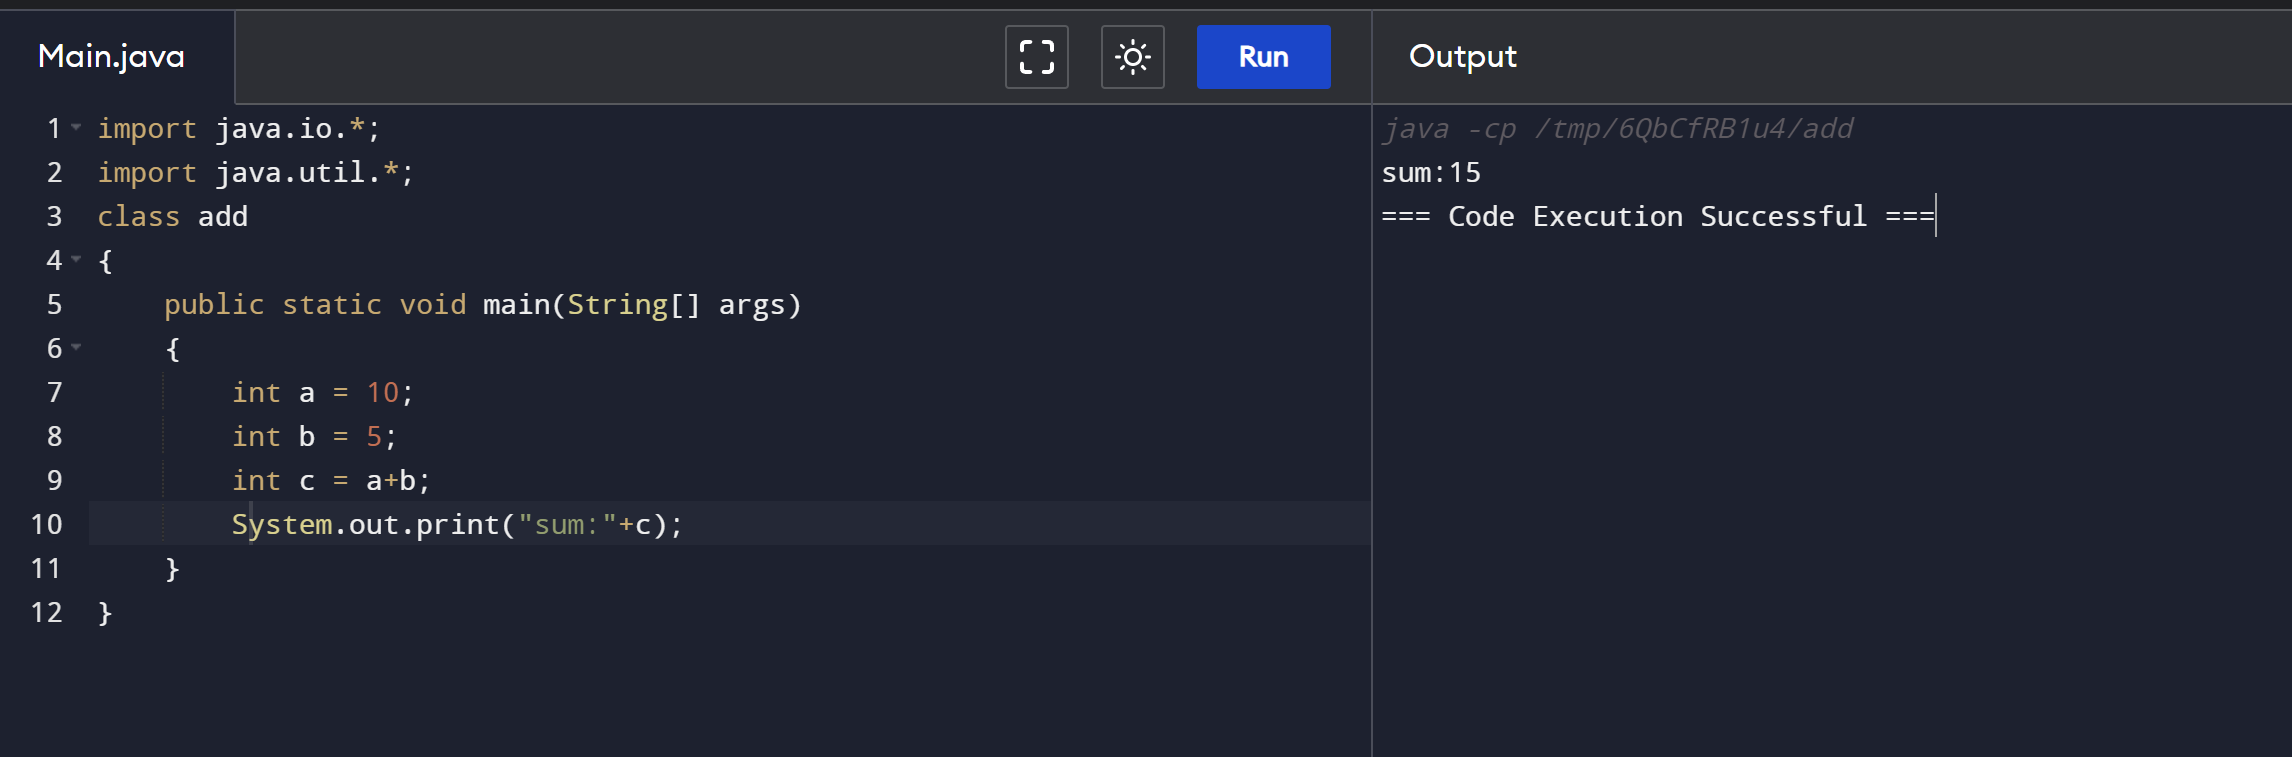 Main.java
Run
Output
1 import java.io.*;
2 import java.util.*;
3 class add
4 {
5     public static void main(String[] args)
6     {
7         int a = 10;
8         int b = 5;
9         int c = a+b;
10         System.out.print("sum:"+c);
11     }
12 }
java -cp /tmp/6QbCfRB1u4/add
sum:15
=== Code Execution Successful ===